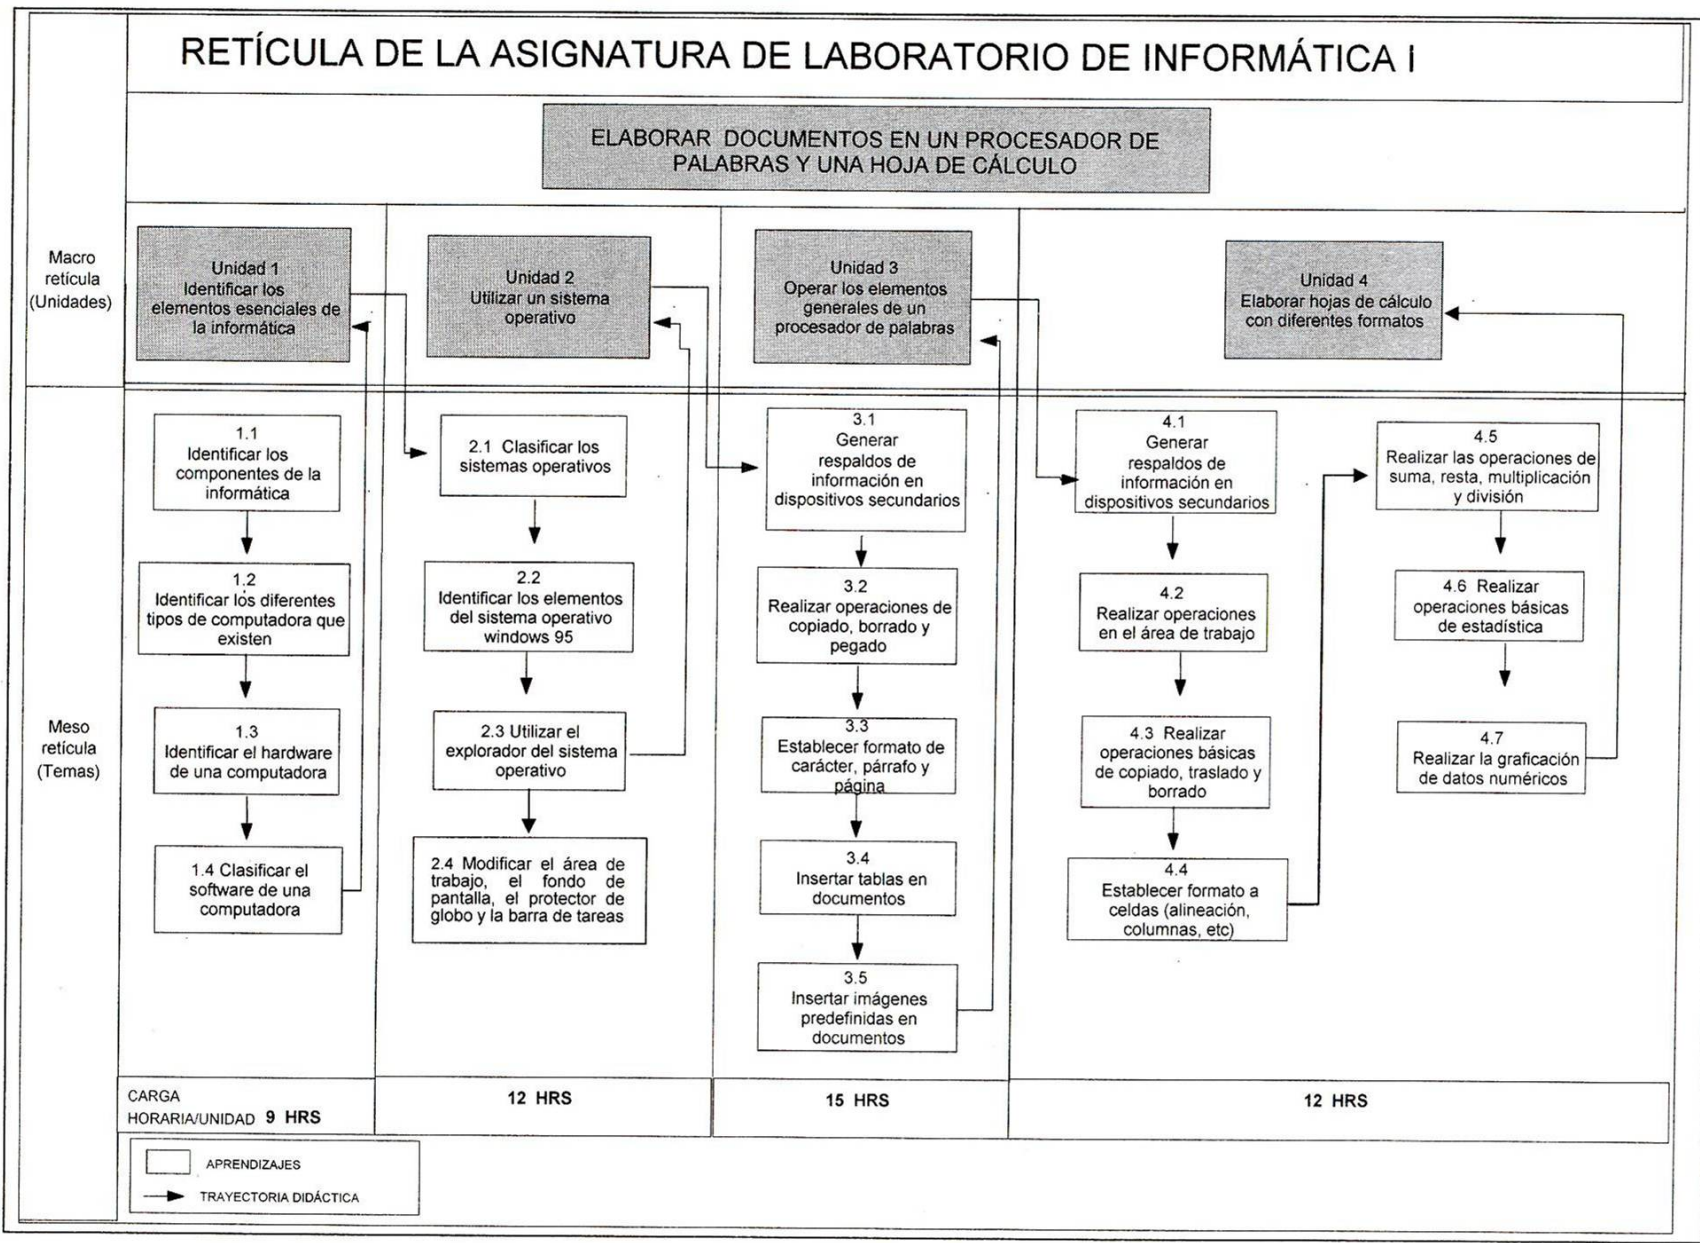 RETÍCULA DE LA ASIGNATURA DE LABORATORIO DE INFORMÁTICA I
ELABORAR DOCUMENTOS EN UN PROCESADOR DE
PALABRAS Y UNA HOJA DE CÁLCULO
Macro
retícula
(Unidades)
Unidad 1
Identificar los
elementos esenciales de
la informática
Unidad 2
Utilizar un sistema
operativo
Unidad 3
Operar los elementos
generales de un
procesador de palabras
Unidad 4
Elaborar hojas de cálculo
con diferentes formatos
Meso
retícula
(Temas)
1.1
Identificar los
componentes de la
informática
1.2
Identificar los diferentes
tipos de computadora que
existen
1.3
Identificar el hardware
de una computadora
1.4 Clasificar el
software de una
computadora
2.1 Clasificar los
sistemas operativos
2.2
Identificar los elementos
del sistema operativo
windows 95
2.3 Utilizar el
explorador del sistema
operativo
2.4 Modificar el área de
trabajo, el fondo de
pantalla, el protector de
globo y la barra de tareas
3.1
Generar
respaldos de
información en
dispositivos secundarios
3.2
Realizar operaciones de
copiado, borrado y
pegado
3.3
Establecer formato de
carácter, párrafo y
página
3.4
Insertar tablas en
documentos
3.5
Insertar imágenes
predefinidas en
documentos
4.1
Generar
respaldos de
información en
dispositivos secundarios
4.2
Realizar operaciones
en el área de trabajo
4.3 Realizar
operaciones básicas
de copiado, traslado y
borrado
4.4
Establecer formato a
celdas (alineación,
columnas, etc)
4.5
Realizar las operaciones de
suma, resta, multiplicación
y división
4.6 Realizar
operaciones básicas
de estadística
4.7
Realizar la graficación
de datos numéricos
CARGA
HORARIA/UNIDAD 9 HRS
12 HRS
15 HRS
12 HRS
APRENDIZAJES
TRAYECTORIA DIDÁCTICA